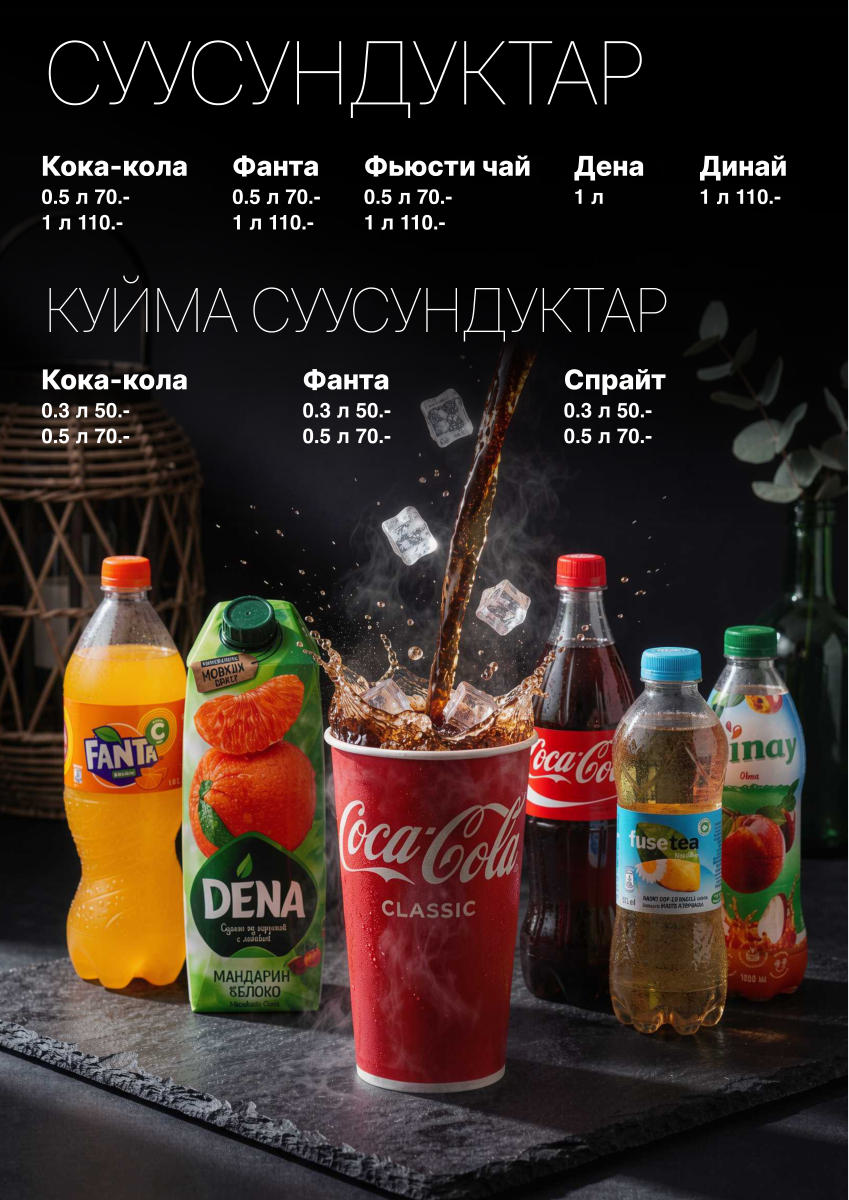 СУУСУНДУКТАР
Кока-кола
0.5 л 70.-
1 л 110.-
Фанта
0.5 л 70.-
1 л 110.-
Фьюсти чай
0.5 л 70.-
1 л 110.-
Дена
1 л
Динай
1 л 110.-
КУЙМА СУУСУНДУКТАР
Кока-кола
0.3 л 50.-
0.5 л 70.-
Фанта
0.3 л 50.-
0.5 л 70.-
Спрайт
0.3 л 50.-
0.5 л 70.-
FANTA
C
DENA
МАНДАРИН
Coca-Cola
CLASSIC
Coca-Co
fusetea
inay
Olma
1000